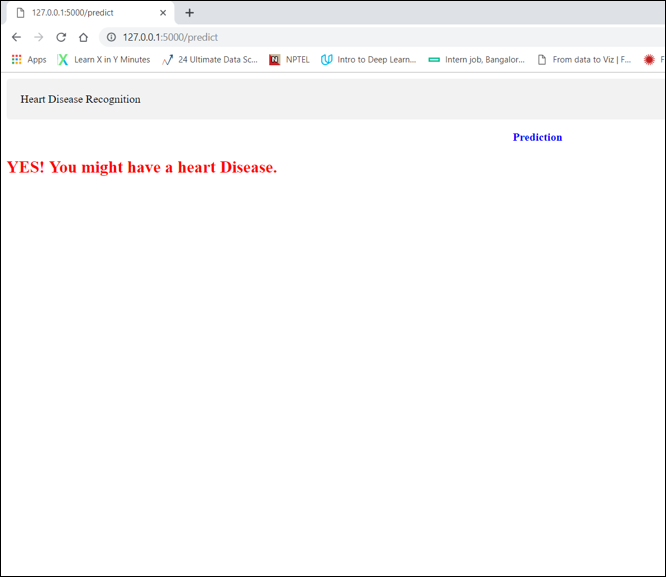 127.0.0.1:5000/predict
127.0.0.1:5000/predict
Apps Learn X in Y Minutes 24 Ultimate Data Sc... NPTEL Intro to Deep Learn... Intern job, Bangalor... From data to Viz | F... F
Heart Disease Recognition
Prediction
YES! You might have a heart Disease.